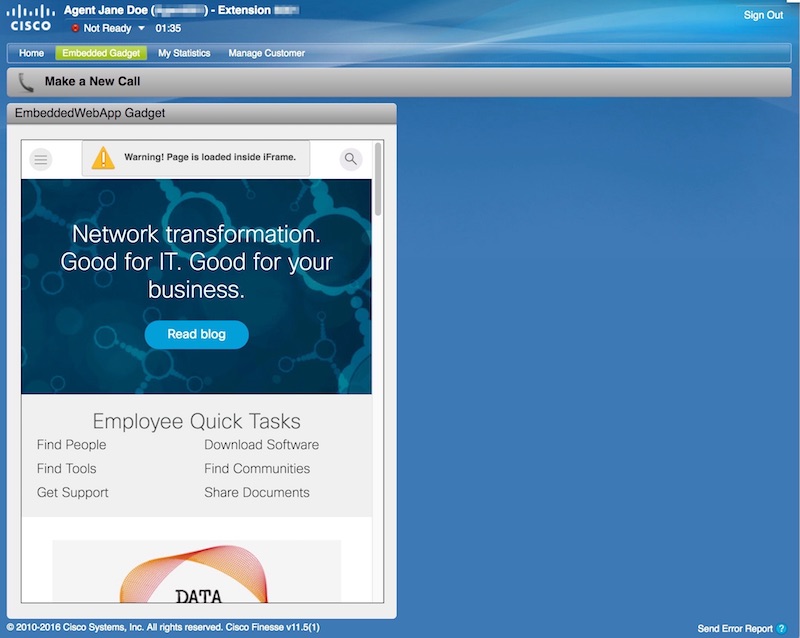 CISCO
Agent Jane Doe ( ) - Extension
Sign Out
Not Ready 01:35
Home Embedded Gadget My Statistics Manage Customer
Make a New Call
EmbeddedWebApp Gadget
Warning! Page is loaded inside iFrame.
Network transformation.
Good for IT. Good for your
business.
Read blog
Employee Quick Tasks
Find People Download Software
Find Tools Find Communities
Get Support Share Documents
DATA
© 2010-2016 Cisco Systems, Inc. All rights reserved. Cisco Finesse v11.5(1)
Send Error Report ?